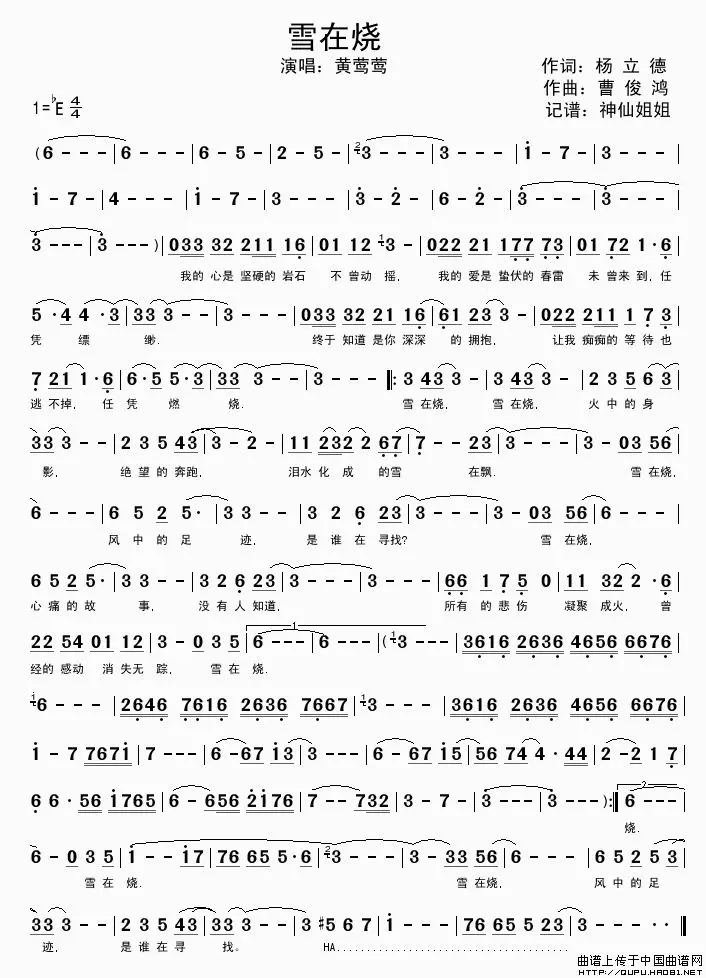 雪在烧
演唱：黄莺莺
作词：杨 立 德
作曲：曹 俊 鸿
记谱：神仙姐姐
1=♭E 4/4
(6 - - - | 6 - - - | 6 - 5 - | 2 - 5 - | 3 - - - | 3 - - - | 1 - 7 - | 3 - - - |
1 - 7 - | 4 - - - | 1 - 7 - | 3 - - - | 3 - 2 - | 6 - 2 - | 3 - - - | 3 - - - |
3 - - - | 3 - - - ) | 033 32 211 16 | 01 12 3 - | 022 21 177 73 | 01 72 1·6 |
我的 心是 坚硬的 岩石 不 曾动 摇， 我的 爱是 蛰伏的 春雷 未 曾来 到，任
5·4 4·3 | 33 3 - - | 3 - - - | 033 32 21 16 | 61 23 3 - | 022 211 1 7 3 |
凭 缥 缈. 终于 知道 是你 深深 的 拥抱， 让我 痴痴的 等 待 也
7 21 1·6 | 6·5 5·3 | 33 3 - - | 3 - - - |: 3 43 3 - | 3 43 3 - | 2 3 5 6 3 |
逃 不掉， 任 凭 燃 烧. 雪 在烧， 雪 在烧， 火 中 的 身
33 3 - - | 2 3 5 43 | 3 - 2 - | 11 232 2 67 | 7 - - 23 | 3 - - - | 3 - 03 56 |
影， 绝 望 的 奔跑， 泪水 化 成 的雪 在飘. 雪 在烧，
6 - - - | 6 5 2 5· | 3 3 - - | 3 2 6 23 | 3 - - - | 3 - 03 56 | 6 - - - |
风 中 的 足 迹， 是 谁 在 寻找? 雪 在烧，
6 5 2 5· | 3 3 - - | 3 2 6 23 | 3 - - - | 3 - - - | 66 1 7 5 0 | 11 32 2·6 |
心 痛 的 故 事， 没 有 人 知道， 所有 的 悲 伤 凝聚 成火， 曾
22 54 01 12 | 3 - 0 3 5 | 6 - - - | 6 - - - | (3 - - - | 3616 2636 4656 6676 |
经的 感动 消 失无 踪， 雪 在 烧.
6 - - - | 2646 7616 2636 7667 | 3 - - - | 3616 2636 4656 6676 |
1 - 7 7671 | 7 - - - | 6 - 67 13 | 3 - - - | 6 - 67 15 | 56 74 4· 44 | 2 - 2 1 7 |
6 6· 56 1765 | 6 - 656 2176 | 7 - - 732 | 3 - - - | 7 - 3 - | 3 - - - ):| 6 - - - |
烧.
6 - 0 3 5 | 1 - - 17 | 76 65 5·6 | 3 - - - | 3 - 33 56 | 6 - - - | 6 5 2 5 3 |
雪 在 烧. 雪 在烧， 风 中 的 足
33 3 - - | 2 3 5 43 | 33 3 - - | 3 #5 6 7 | 1 - - - | 76 65 23 | 3 - - · ·‖
迹， 是 谁 在 寻 找。 HA.....................................
曲谱上传于中国曲谱网
HTTP://QUPU.HAO81.NET